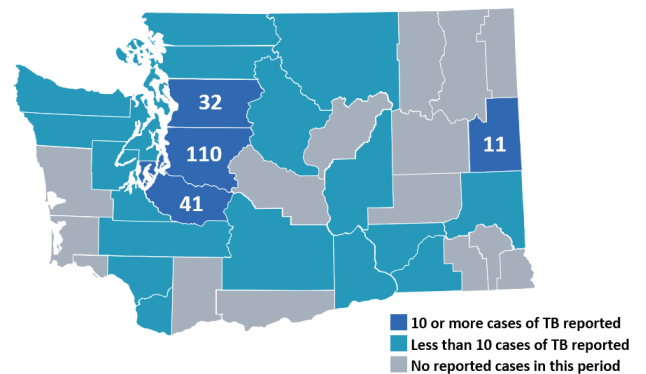 32
110
11
41
10 or more cases of TB reported
Less than 10 cases of TB reported
No reported cases in this period